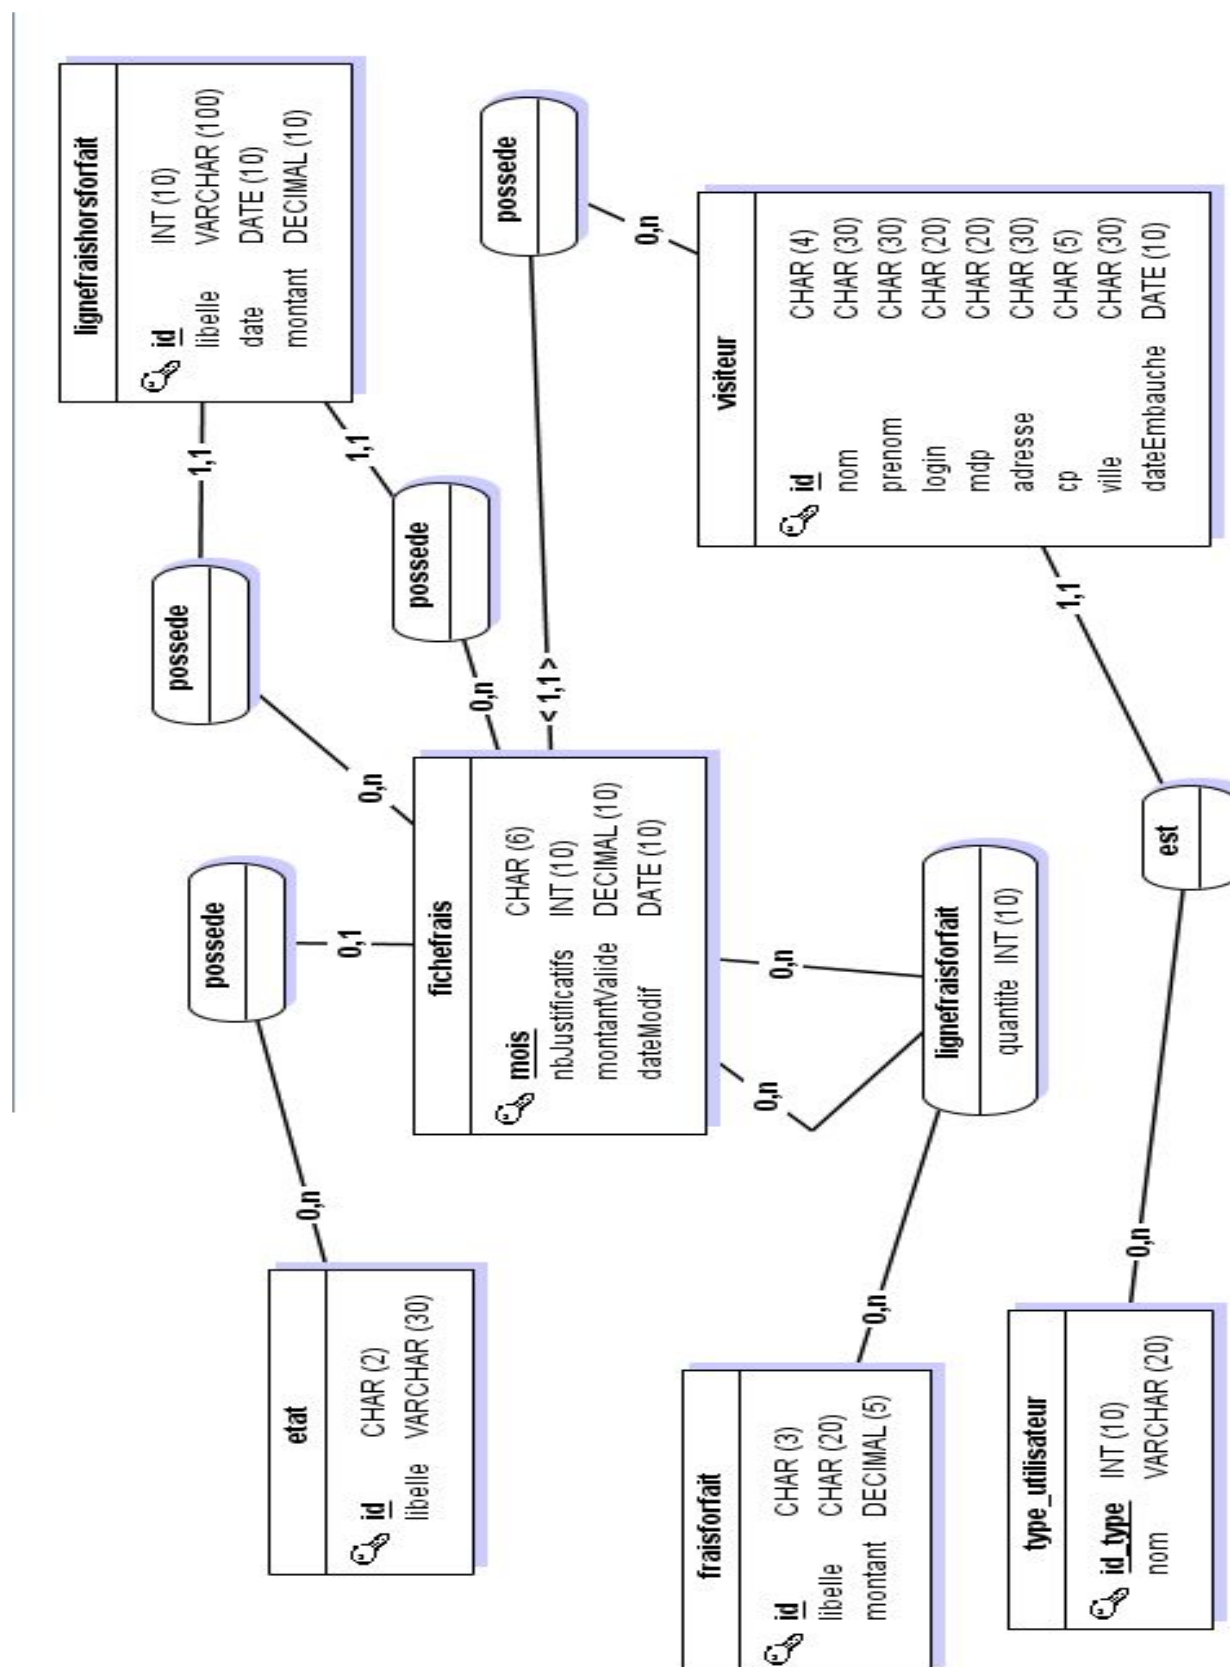 lignefraishorsforfait
id INT (10)
libelle VARCHAR (100)
date DATE (10)
montant DECIMAL (10)
possede
1,1
0,n
possede
0,1
0,n
etat
id CHAR (2)
libelle VARCHAR (30)
possede
1,1
0,n
fichefrais
mois CHAR (6)
nbJustificatifs INT (10)
montantValide DECIMAL (10)
dateModif DATE (10)
possede
< 1,1 >
0,n
visiteur
id CHAR (4)
nom CHAR (30)
prenom CHAR (30)
login CHAR (20)
mdp CHAR (20)
adresse CHAR (30)
cp CHAR (5)
ville CHAR (30)
dateEmbauche DATE (10)
0,n
0,n
lignefraisforfait
quantite INT (10)
0,n
fraisforfait
id CHAR (3)
libelle CHAR (20)
montant DECIMAL (5)
1,1
est
0,n
type_utilisateur
id_type INT (10)
nom VARCHAR (20)